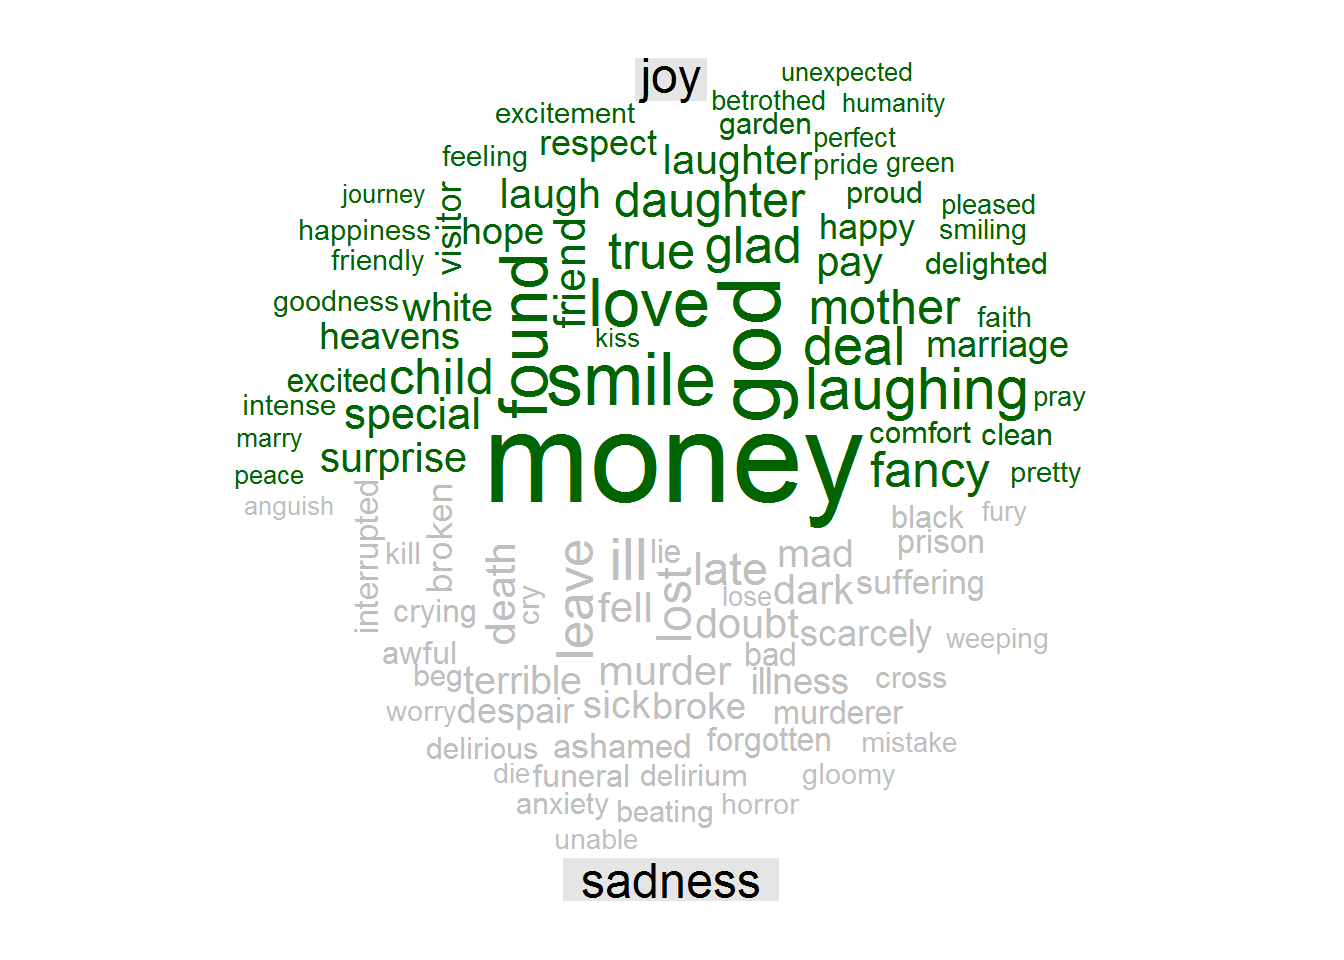 joy
unexpected
betrothed humanity
excitement garden
respect perfect
feeling laughter pride green
journey visitor laugh daughter proud pleased
happiness hope friend true glad happy smiling
friendly found pay delighted
goodness white love god mother faith
heavens kiss deal marriage
excited child smile laughing pray
intense special
marry money comfort clean
peace surprise fancy pretty
anguish interrupted broken black fury
kill death leave ill lie late mad prison
crying cry fell lost lose dark suffering
doubt scarcely weeping
awful bad
beg terrible murder illness cross
worry despair sick broke murderer
delirious ashamed forgotten mistake
die funeral delirium gloomy
anxiety beating horror
unable
sadness